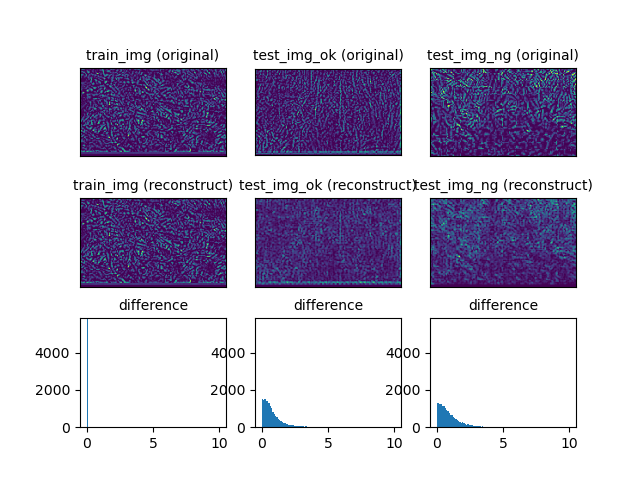 train_img (original)
test_img_ok (original)
test_img_ng (original)
train_img (reconstruct)
test_img_ok (reconstruct)
test_img_ng (reconstruct)
difference
difference
difference
4000
2000
0
0
5
10
4000
2000
0
0
5
10
4000
2000
0
0
5
10